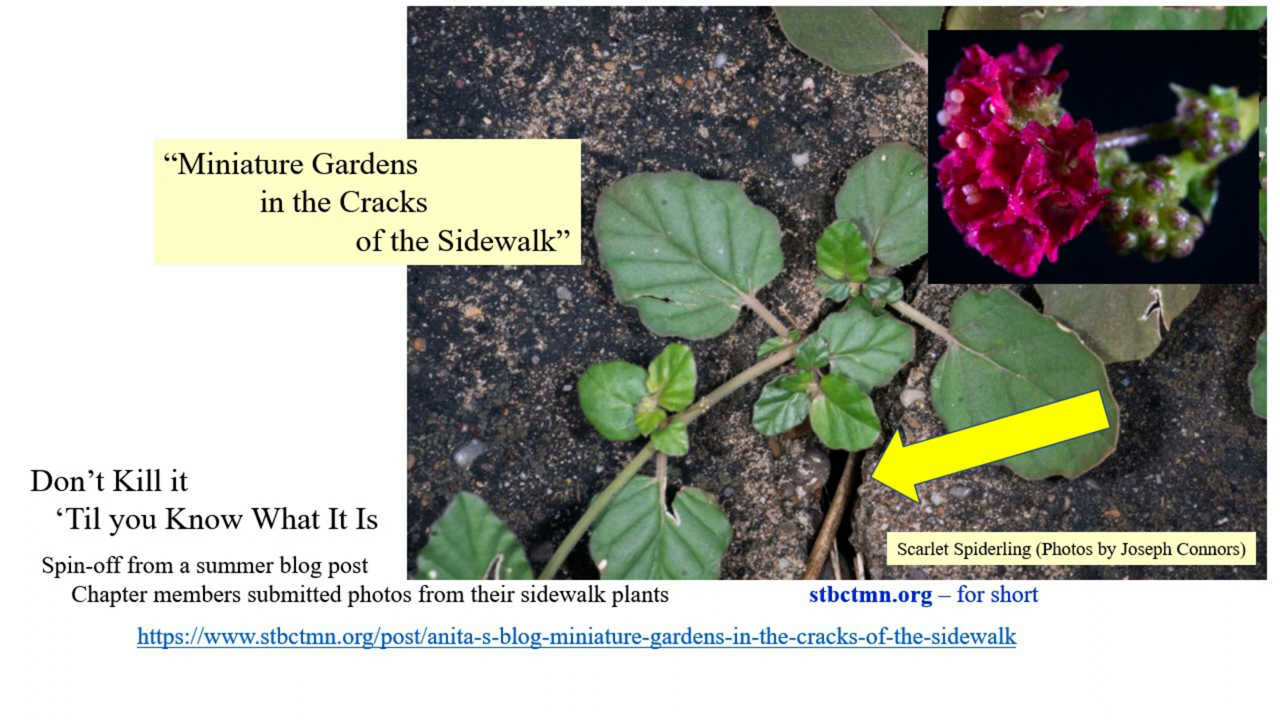 “Miniature Gardens
in the Cracks
of the Sidewalk”
Don’t Kill it
‘Til you Know What It Is
Scarlet Spiderling (Photos by Joseph Connors)
Spin-off from a summer blog post
Chapter members submitted photos from their sidewalk plants
stbctmn.org – for short
https://www.stbctmn.org/post/anita-s-blog-miniature-gardens-in-the-cracks-of-the-sidewalk